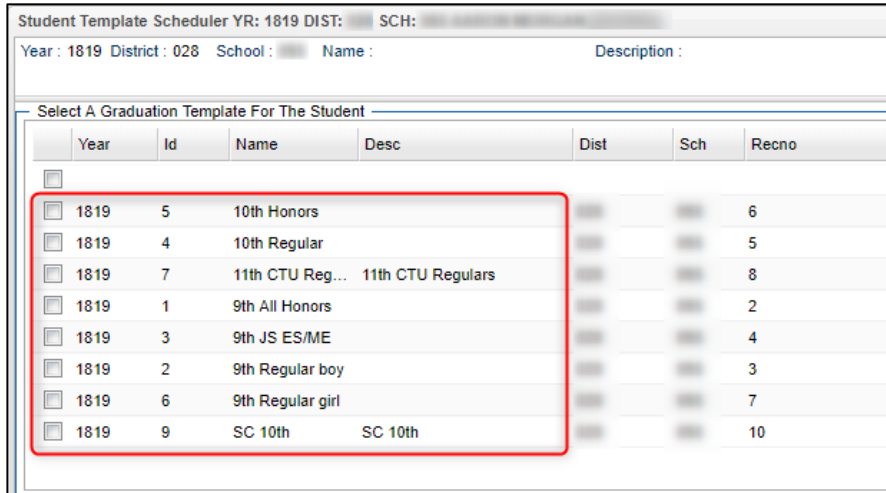 Student Template Scheduler YR: 1819 DIST: SCH:
Year : 1819 District : 028 School : Name : Description :
Select A Graduation Template For The Student
Year Id Name Desc Dist Sch Recno
1819 5 10th Honors 6
1819 4 10th Regular 5
1819 7 11th CTU Reg... 11th CTU Regulars 8
1819 1 9th All Honors 2
1819 3 9th JS ES/ME 4
1819 2 9th Regular boy 3
1819 6 9th Regular girl 7
1819 9 SC 10th SC 10th 10